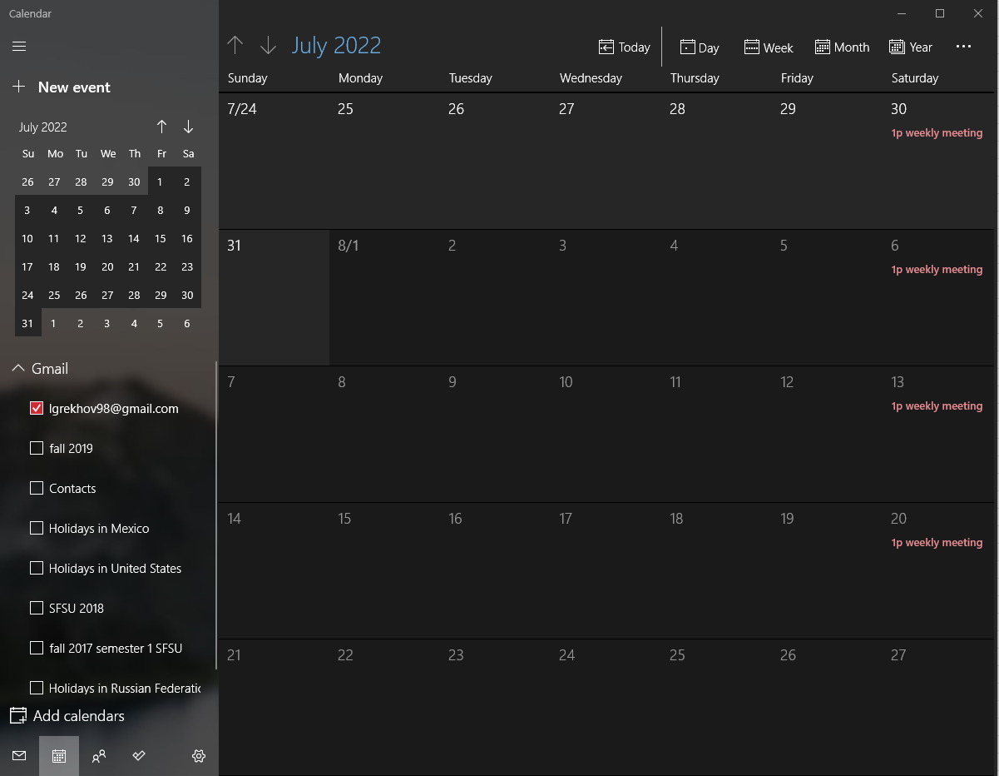 Calendar
New event
July 2022
Su Mo Tu We Th Fr Sa
26 27 28 29 30 1 2
3 4 5 6 7 8 9
10 11 12 13 14 15 16
17 18 19 20 21 22 23
24 25 26 27 28 29 30
31 1 2 3 4 5 6
Gmail
lgrekhov98@gmail.com
fall 2019
Contacts
Holidays in Mexico
Holidays in United States
SFSU 2018
fall 2017 semester 1 SFSU
Holidays in Russian Federatic
Add calendars
July 2022
Today Day Week Month Year
Sunday Monday Tuesday Wednesday Thursday Friday Saturday
7/24 25 26 27 28 29 30
1p weekly meeting
31 8/1 2 3 4 5 6
1p weekly meeting
7 8 9 10 11 12 13
1p weekly meeting
14 15 16 17 18 19 20
1p weekly meeting
21 22 23 24 25 26 27